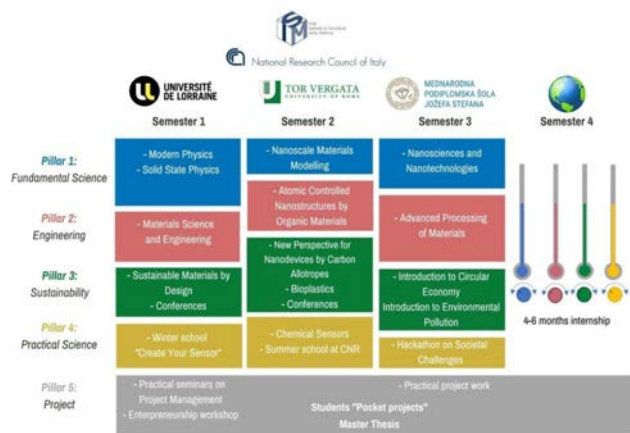 ISM
National Research Council of Italy
UNIVERSITÉ
DE LORRAINE
TOR VERGATA
UNIVERSITY OF ROME
MEDNARODNA
PODIPLOMSKA ŠOLA
JOŽEFA STEFANA
Semester 1
Semester 2
Semester 3
Semester 4
Pillar 1:
Fundamental Science
- Modern Physics
- Solid State Physics
- Nanoscale Materials
Modelling
- Nanosciences and
Nanotechnologies
Pillar 2:
Engineering
- Materials Science
and Engineering
- Atomic Controlled
Nanostructures by
Organic Materials
- Advanced Processing
of Materials
Pillar 3:
Sustainability
- Sustainable Materials by
Design
- Conferences
- New Perspective for
Nanodevices by Carbon
Allotropes
- Bioplastics
- Conferences
- Introduction to Circular
Economy
Introduction to Environmental
Pollution
4-6 months internship
Pillar 4:
Practical Science
- Winter school
"Create Your Sensor"
- Chemical Sensors
- Summer school at CNR
- Hackathon on Societal
Challenges
Pillar 5:
Project
- Practical seminars on
Project Management
- Enterpreneurship workshop
- Practical project work
Students "Pocket projects"
Master Thesis